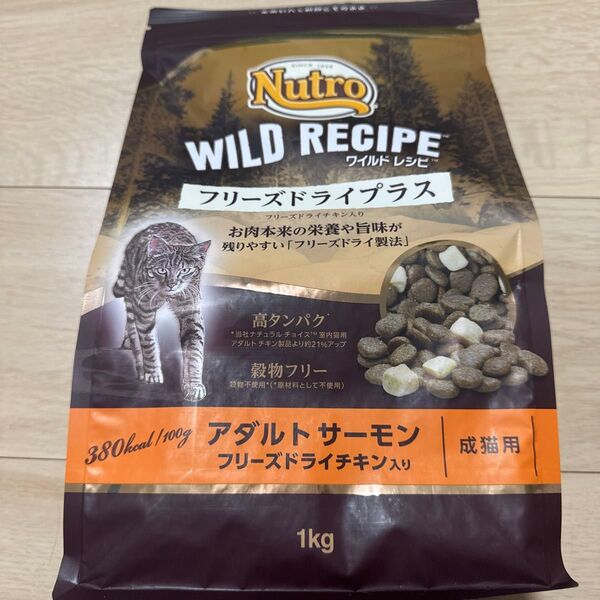 SINCE 1926
Nutro™
WILD RECIPE™
ワイルド レシピ™
フリーズドライプラス
フリーズドライチキン入り
お肉本来の栄養や旨味が
残りやすい「フリーズドライ製法」
高タンパク*
*当社ナチュラル チョイス™ 室内猫用
アダルト チキン製品より約21%アップ
穀物フリー
穀物不使用*(*原材料として不使用)
380kcal/100g
アダルト サーモン
フリーズドライチキン入り
成猫用
1kg